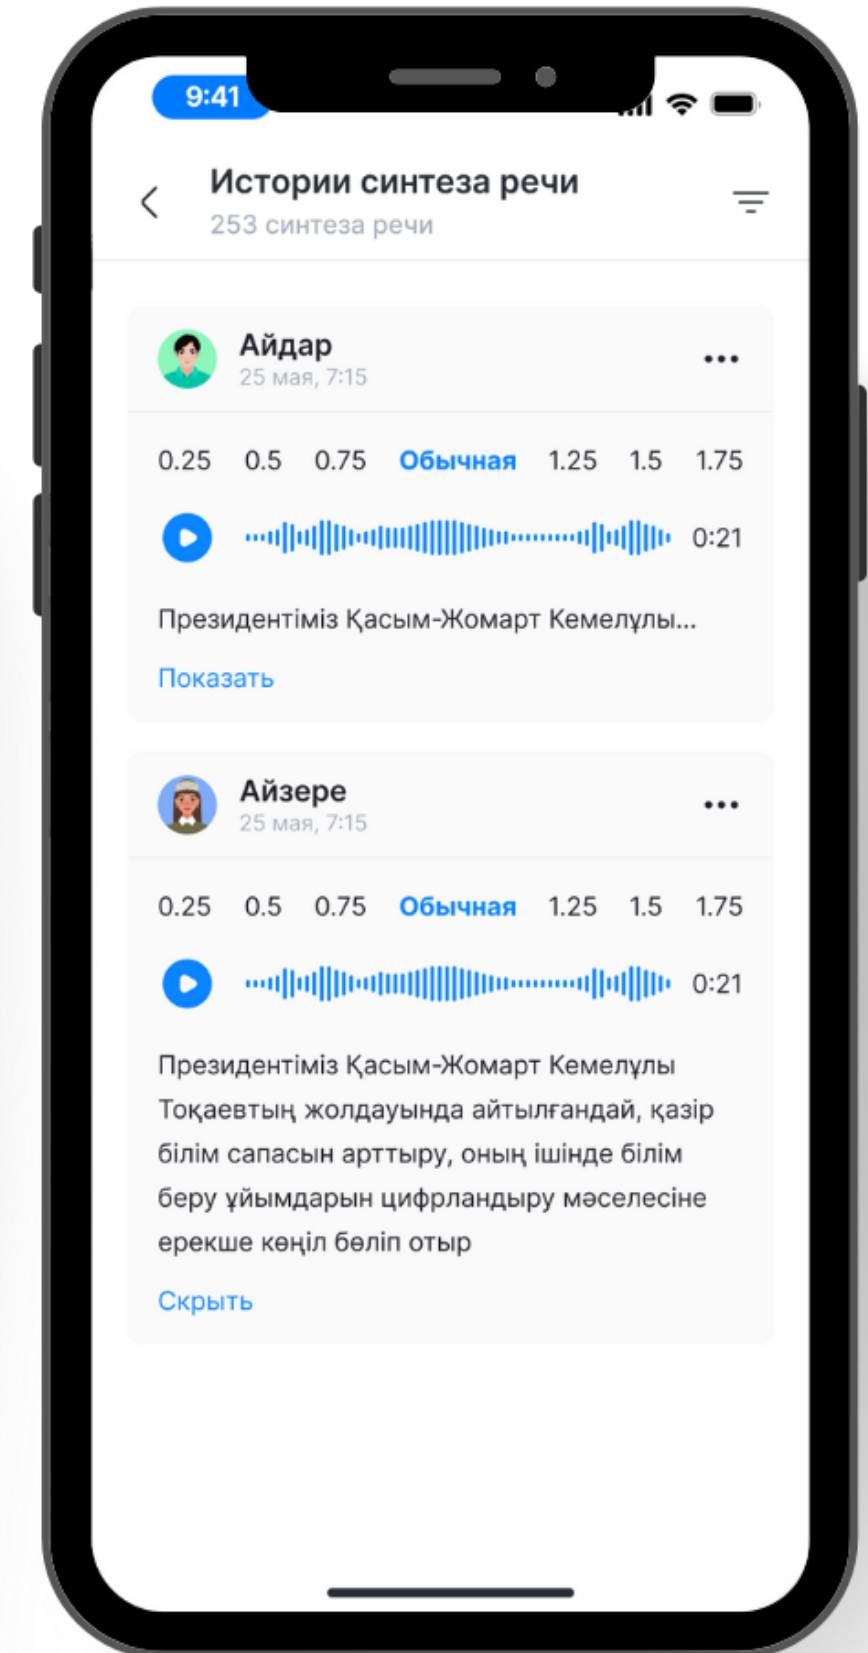 9:41
Истории синтеза речи
253 синтеза речи
Айдар
25 мая, 7:15
0.25 0.5 0.75 Обычная 1.25 1.5 1.75
0:21
Президентіміз Қасым-Жомарт Кемелұлы...
Показать
Айзере
25 мая, 7:15
0.25 0.5 0.75 Обычная 1.25 1.5 1.75
0:21
Президентіміз Қасым-Жомарт Кемелұлы
Тоқаевтың жолдауында айтылғандай, қазір
білім сапасын арттыру, оның ішінде білім
беру ұйымдарын цифрландыру мәселесіне
ерекше көңіл бөліп отыр
Скрыть